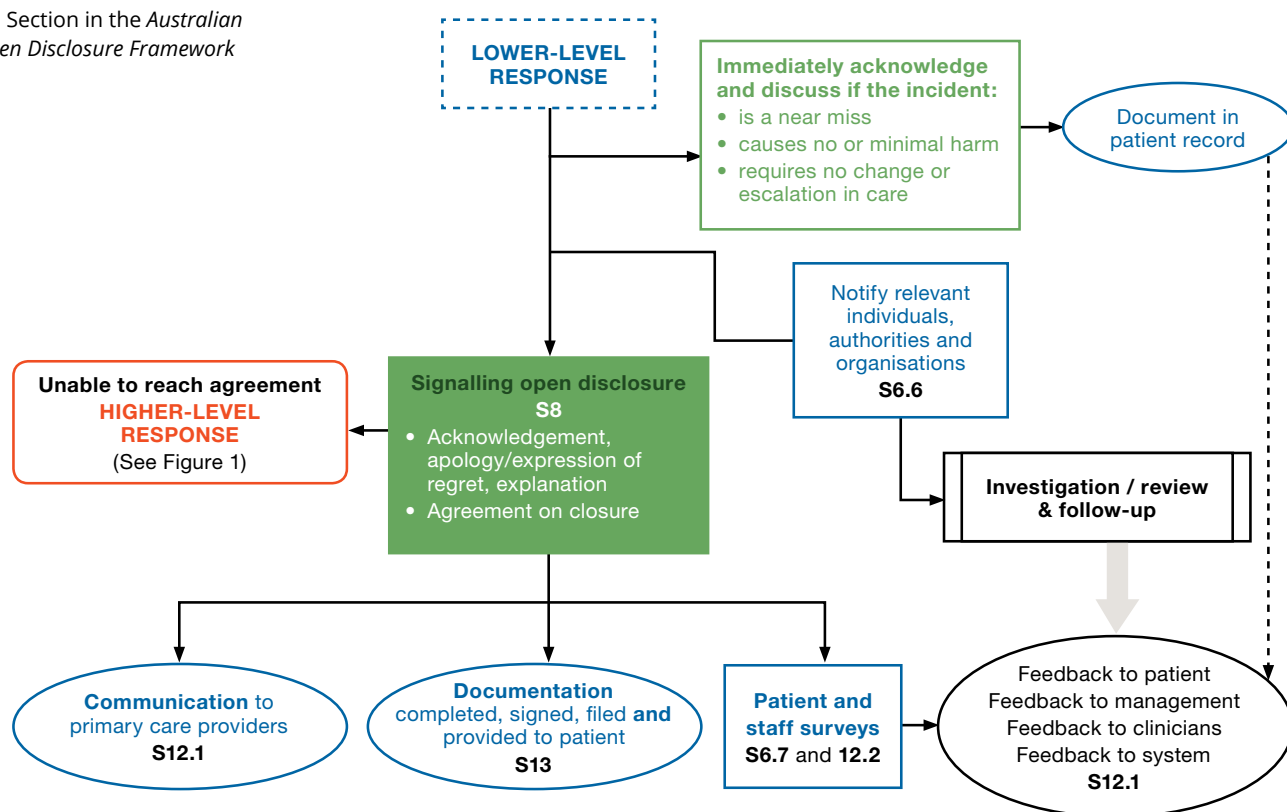 Section in the Australian
en Disclosure Framework
LOWER-LEVEL
RESPONSE
Immediately acknowledge
and discuss if the incident:
• is a near miss
• causes no or minimal harm
• requires no change or
escalation in care
Document in
patient record
Notify relevant
individuals,
authorities and
organisations
S6.6
Unable to reach agreement
HIGHER-LEVEL
RESPONSE
(See Figure 1)
Signalling open disclosure
S8
• Acknowledgement,
apology/expression of
regret, explanation
• Agreement on closure
Investigation / review
& follow-up
Communication to
primary care providers
S12.1
Documentation
completed, signed, filed and
provided to patient
S13
Patient and
staff surveys
S6.7 and 12.2
Feedback to patient
Feedback to management
Feedback to clinicians
Feedback to system
S12.1